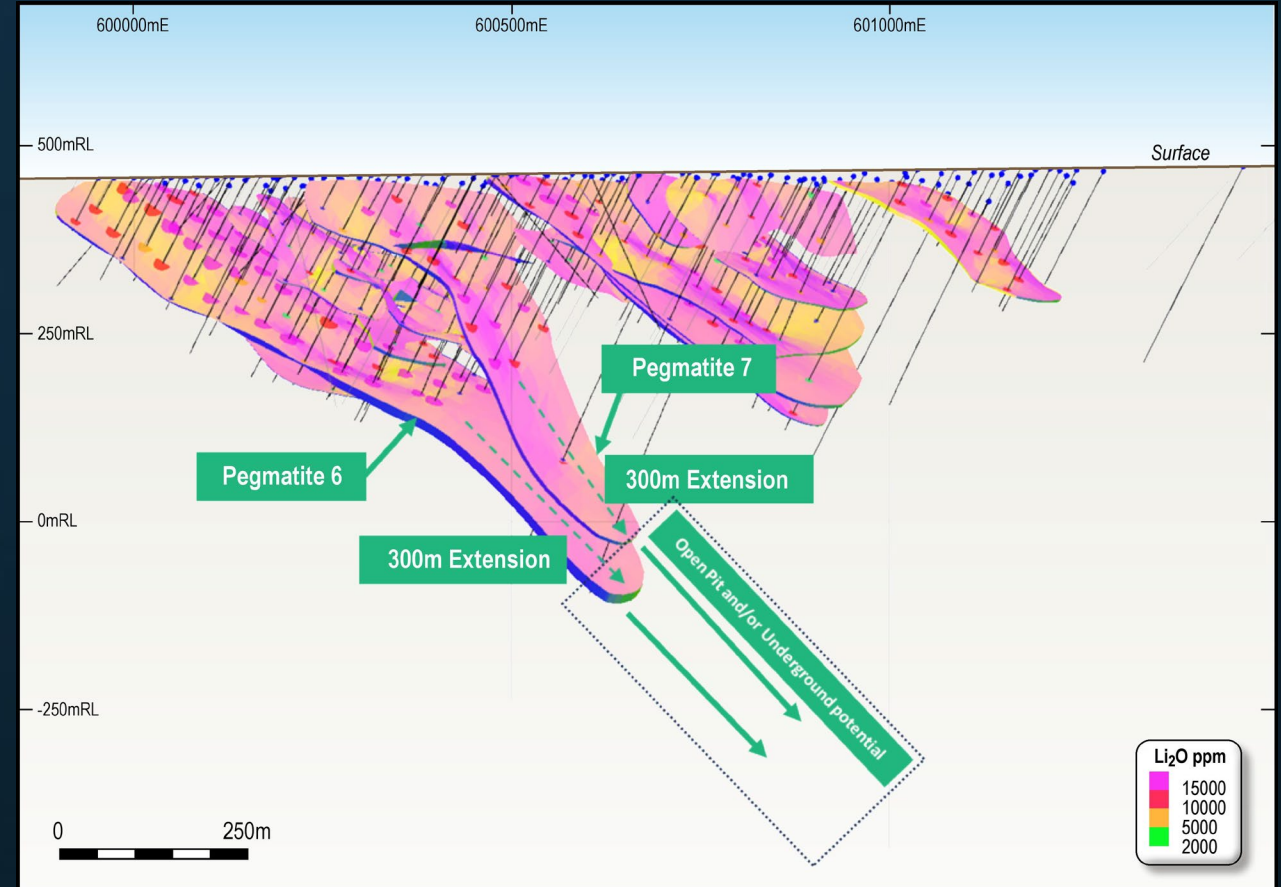 600000mE
600500mE
601000mE
500mRL
Surface
250mRL
Pegmatite 7
Pegmatite 6
300m Extension
0mRL
300m Extension
Open Pit and/or Underground potential
-250mRL
Li₂O ppm
15000
10000
5000
2000
0
250m